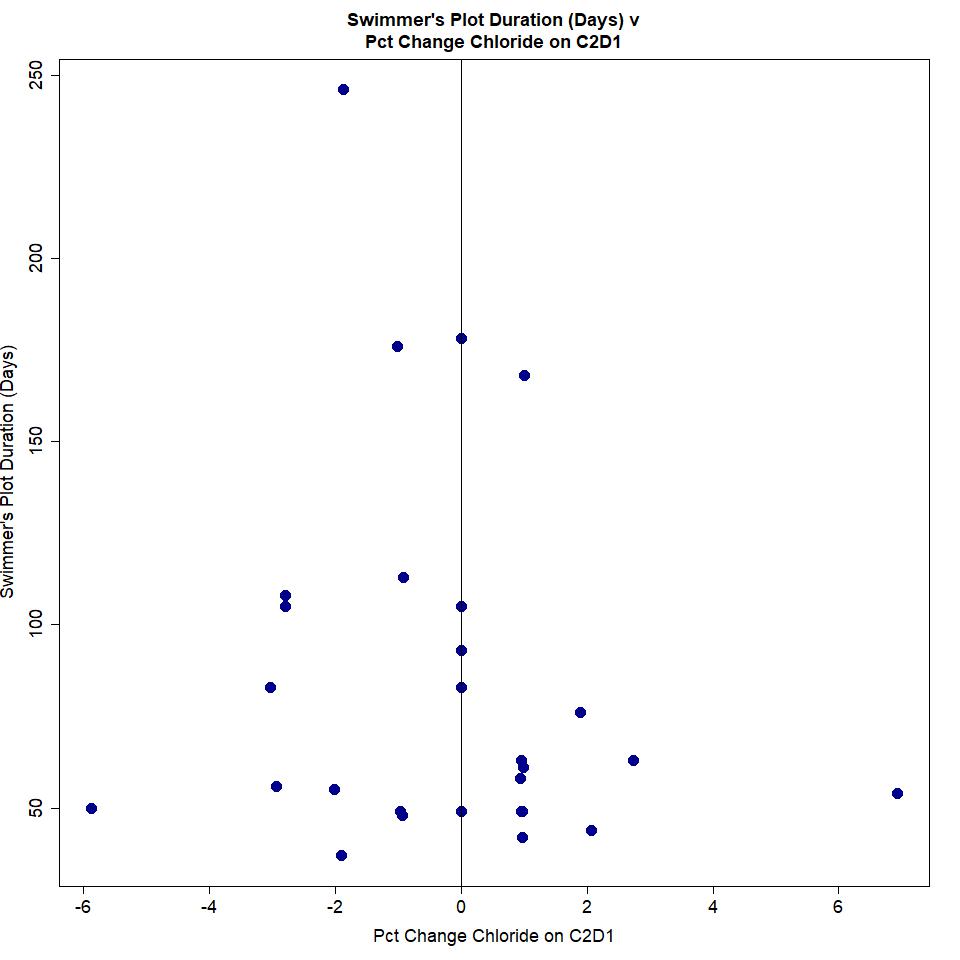 Swimmer's Plot Duration (Days) v
Pct Change Chloride on C2D1
Swimmer's Plot Duration (Days)
250
200
150
100
50
-6 -4 -2 0 2 4 6
Pct Change Chloride on C2D1